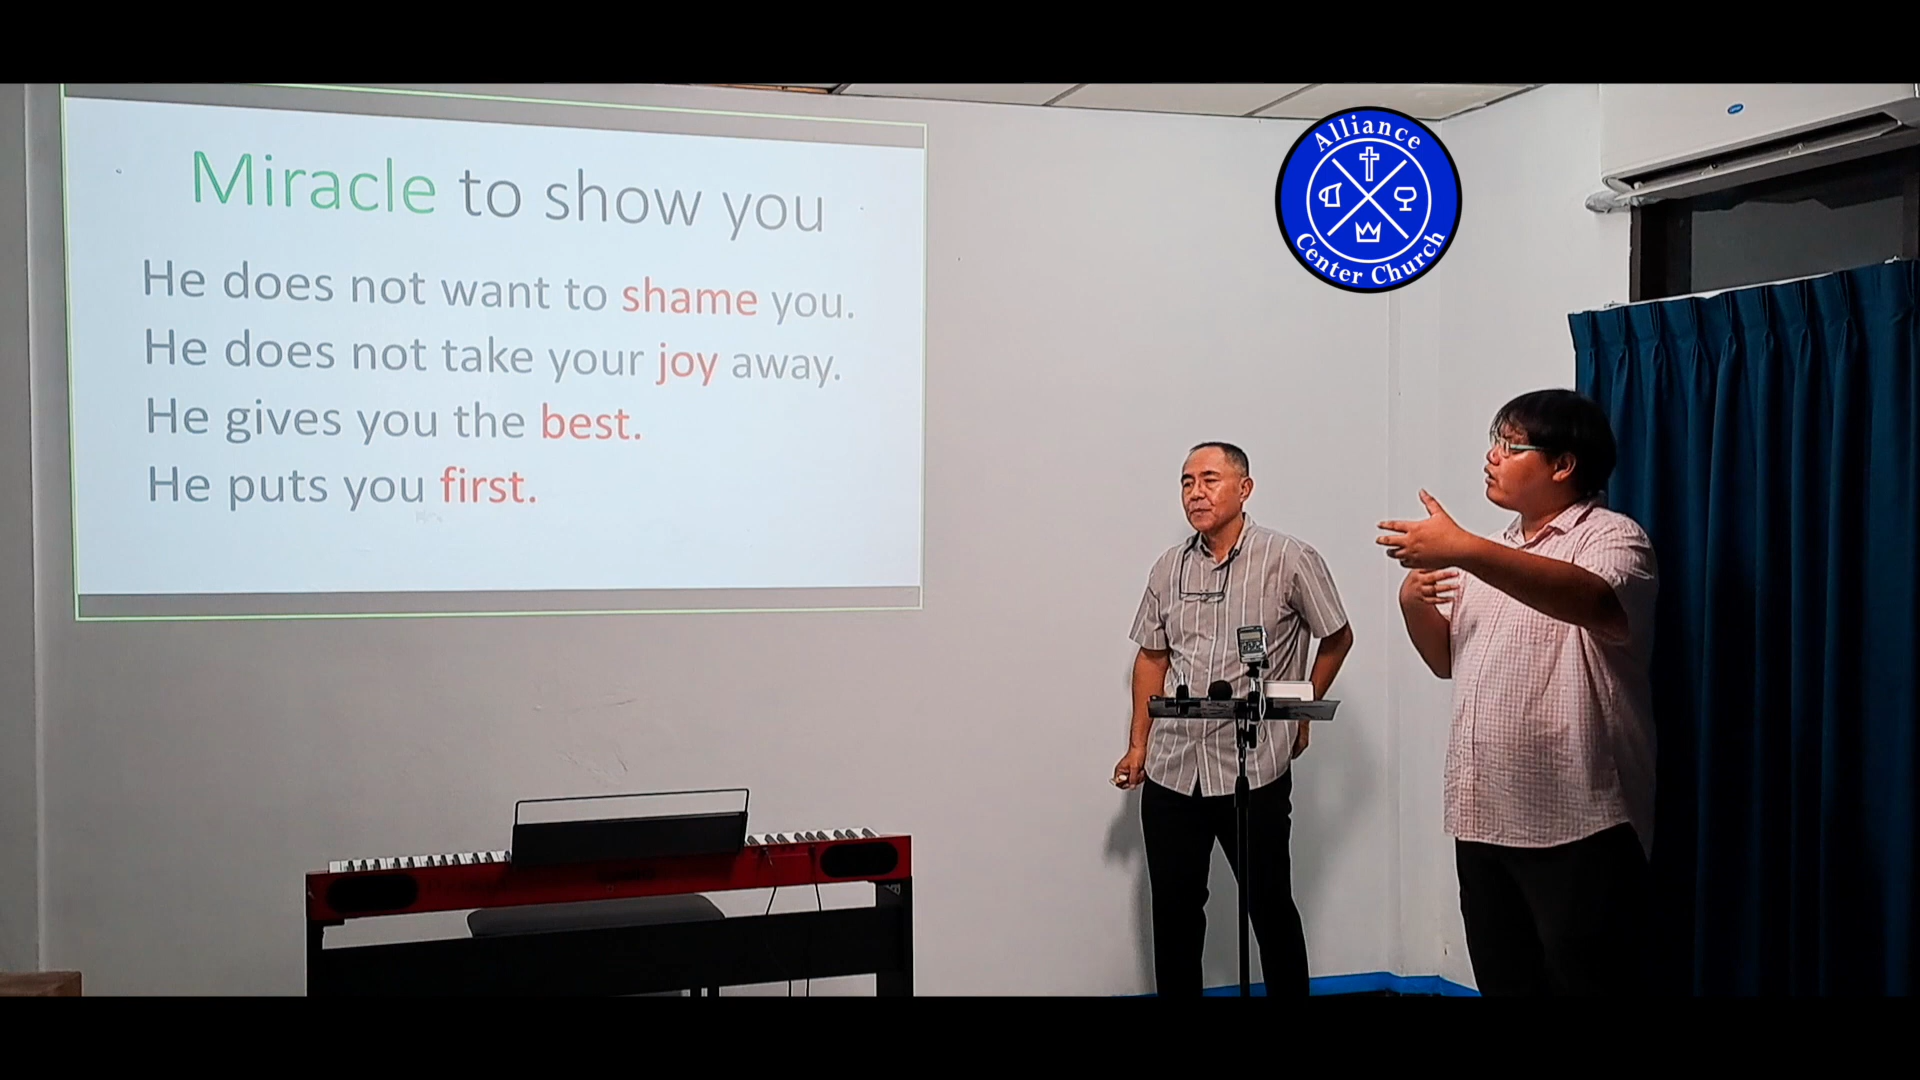 Miracle to show you
He does not want to shame you.
He does not take your joy away.
He gives you the best.
He puts you first.
Alliance
Center Church